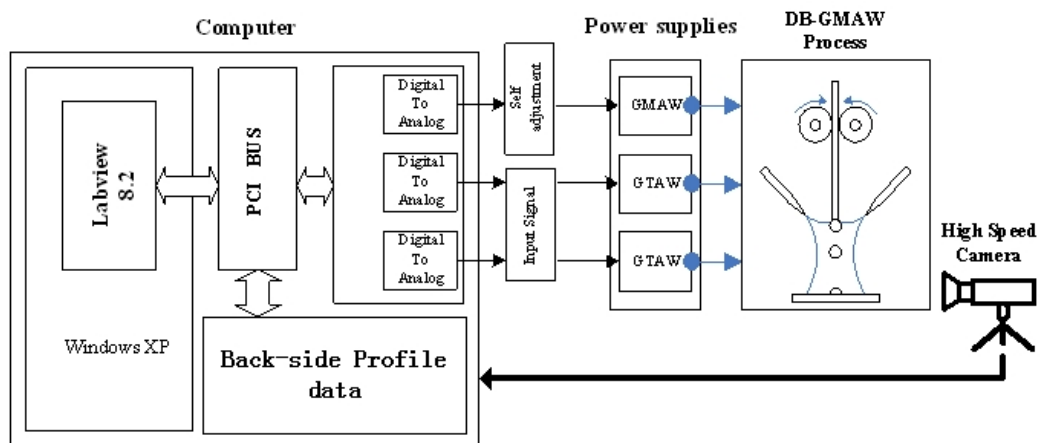 Computer
Power supplies
DB-GMAW
Process
Labview
8.2
PCI BUS
Digital
To
Analog
Digital
To
Analog
Digital
To
Analog
Self
adjustment
Input Signal
GMAW
GTAW
GTAW
High Speed
Camera
Windows XP
Back-side Profile
data